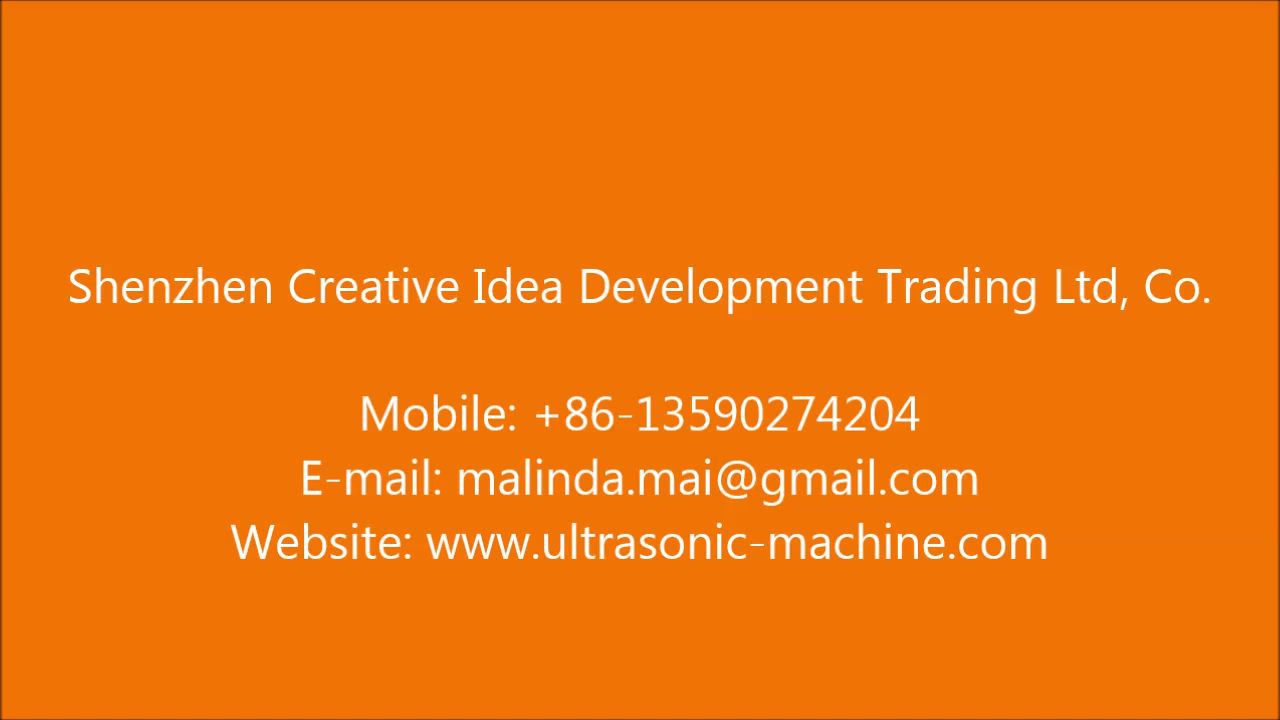 Shenzhen Creative Idea Development Trading Ltd, Co.
Mobile: +86-13590274204
E-mail: malinda.mai@gmail.com
Website: www.ultrasonic-machine.com